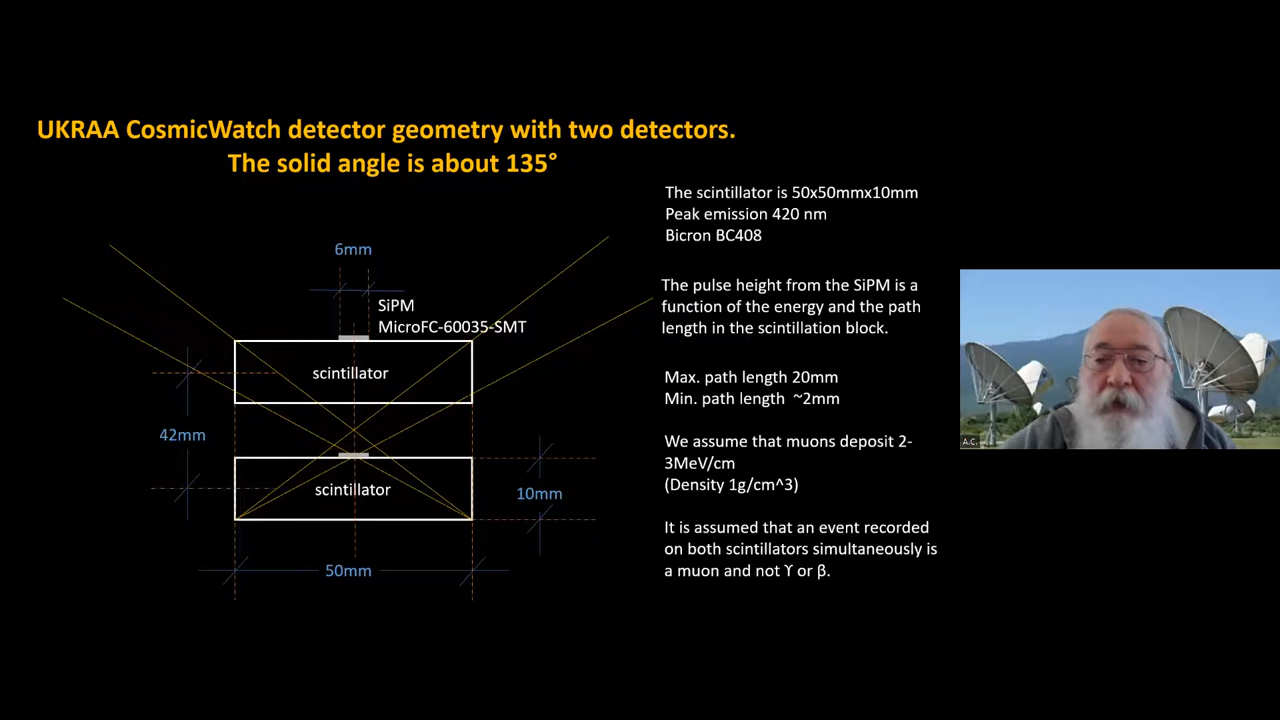 UKRAA CosmicWatch detector geometry with two detectors.
The solid angle is about 135°
The scintillator is 50x50mmx10mm
Peak emission 420 nm
Bicron BC408
6mm
SiPM
MicroFC-60035-SMT
The pulse height from the SiPM is a
function of the energy and the path
length in the scintillation block.
scintillator
Max. path length 20mm
Min. path length ~2mm
42mm
We assume that muons deposit 2-
3MeV/cm
(Density 1g/cm^3)
A.C.
scintillator
10mm
It is assumed that an event recorded
on both scintillators simultaneously is
a muon and not ϒ or β.
50mm